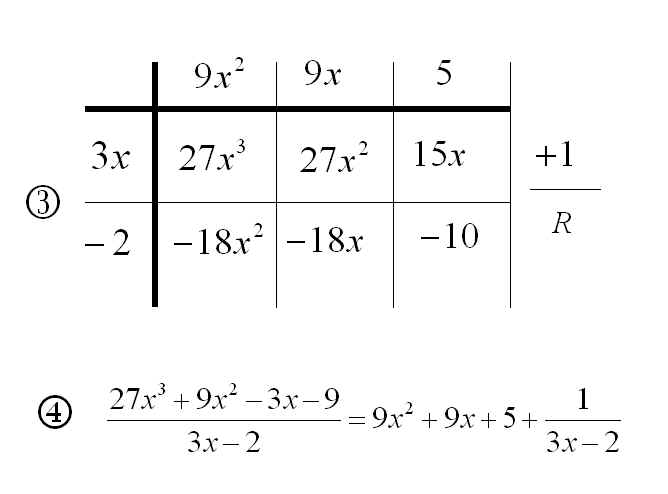 9x² 9x 5
3x 27x³ 27x² 15x +1
③
-2 -18x² -18x -10 R
④ (27x³ + 9x² - 3x - 9)/(3x - 2) = 9x² + 9x + 5 + 1/(3x - 2)